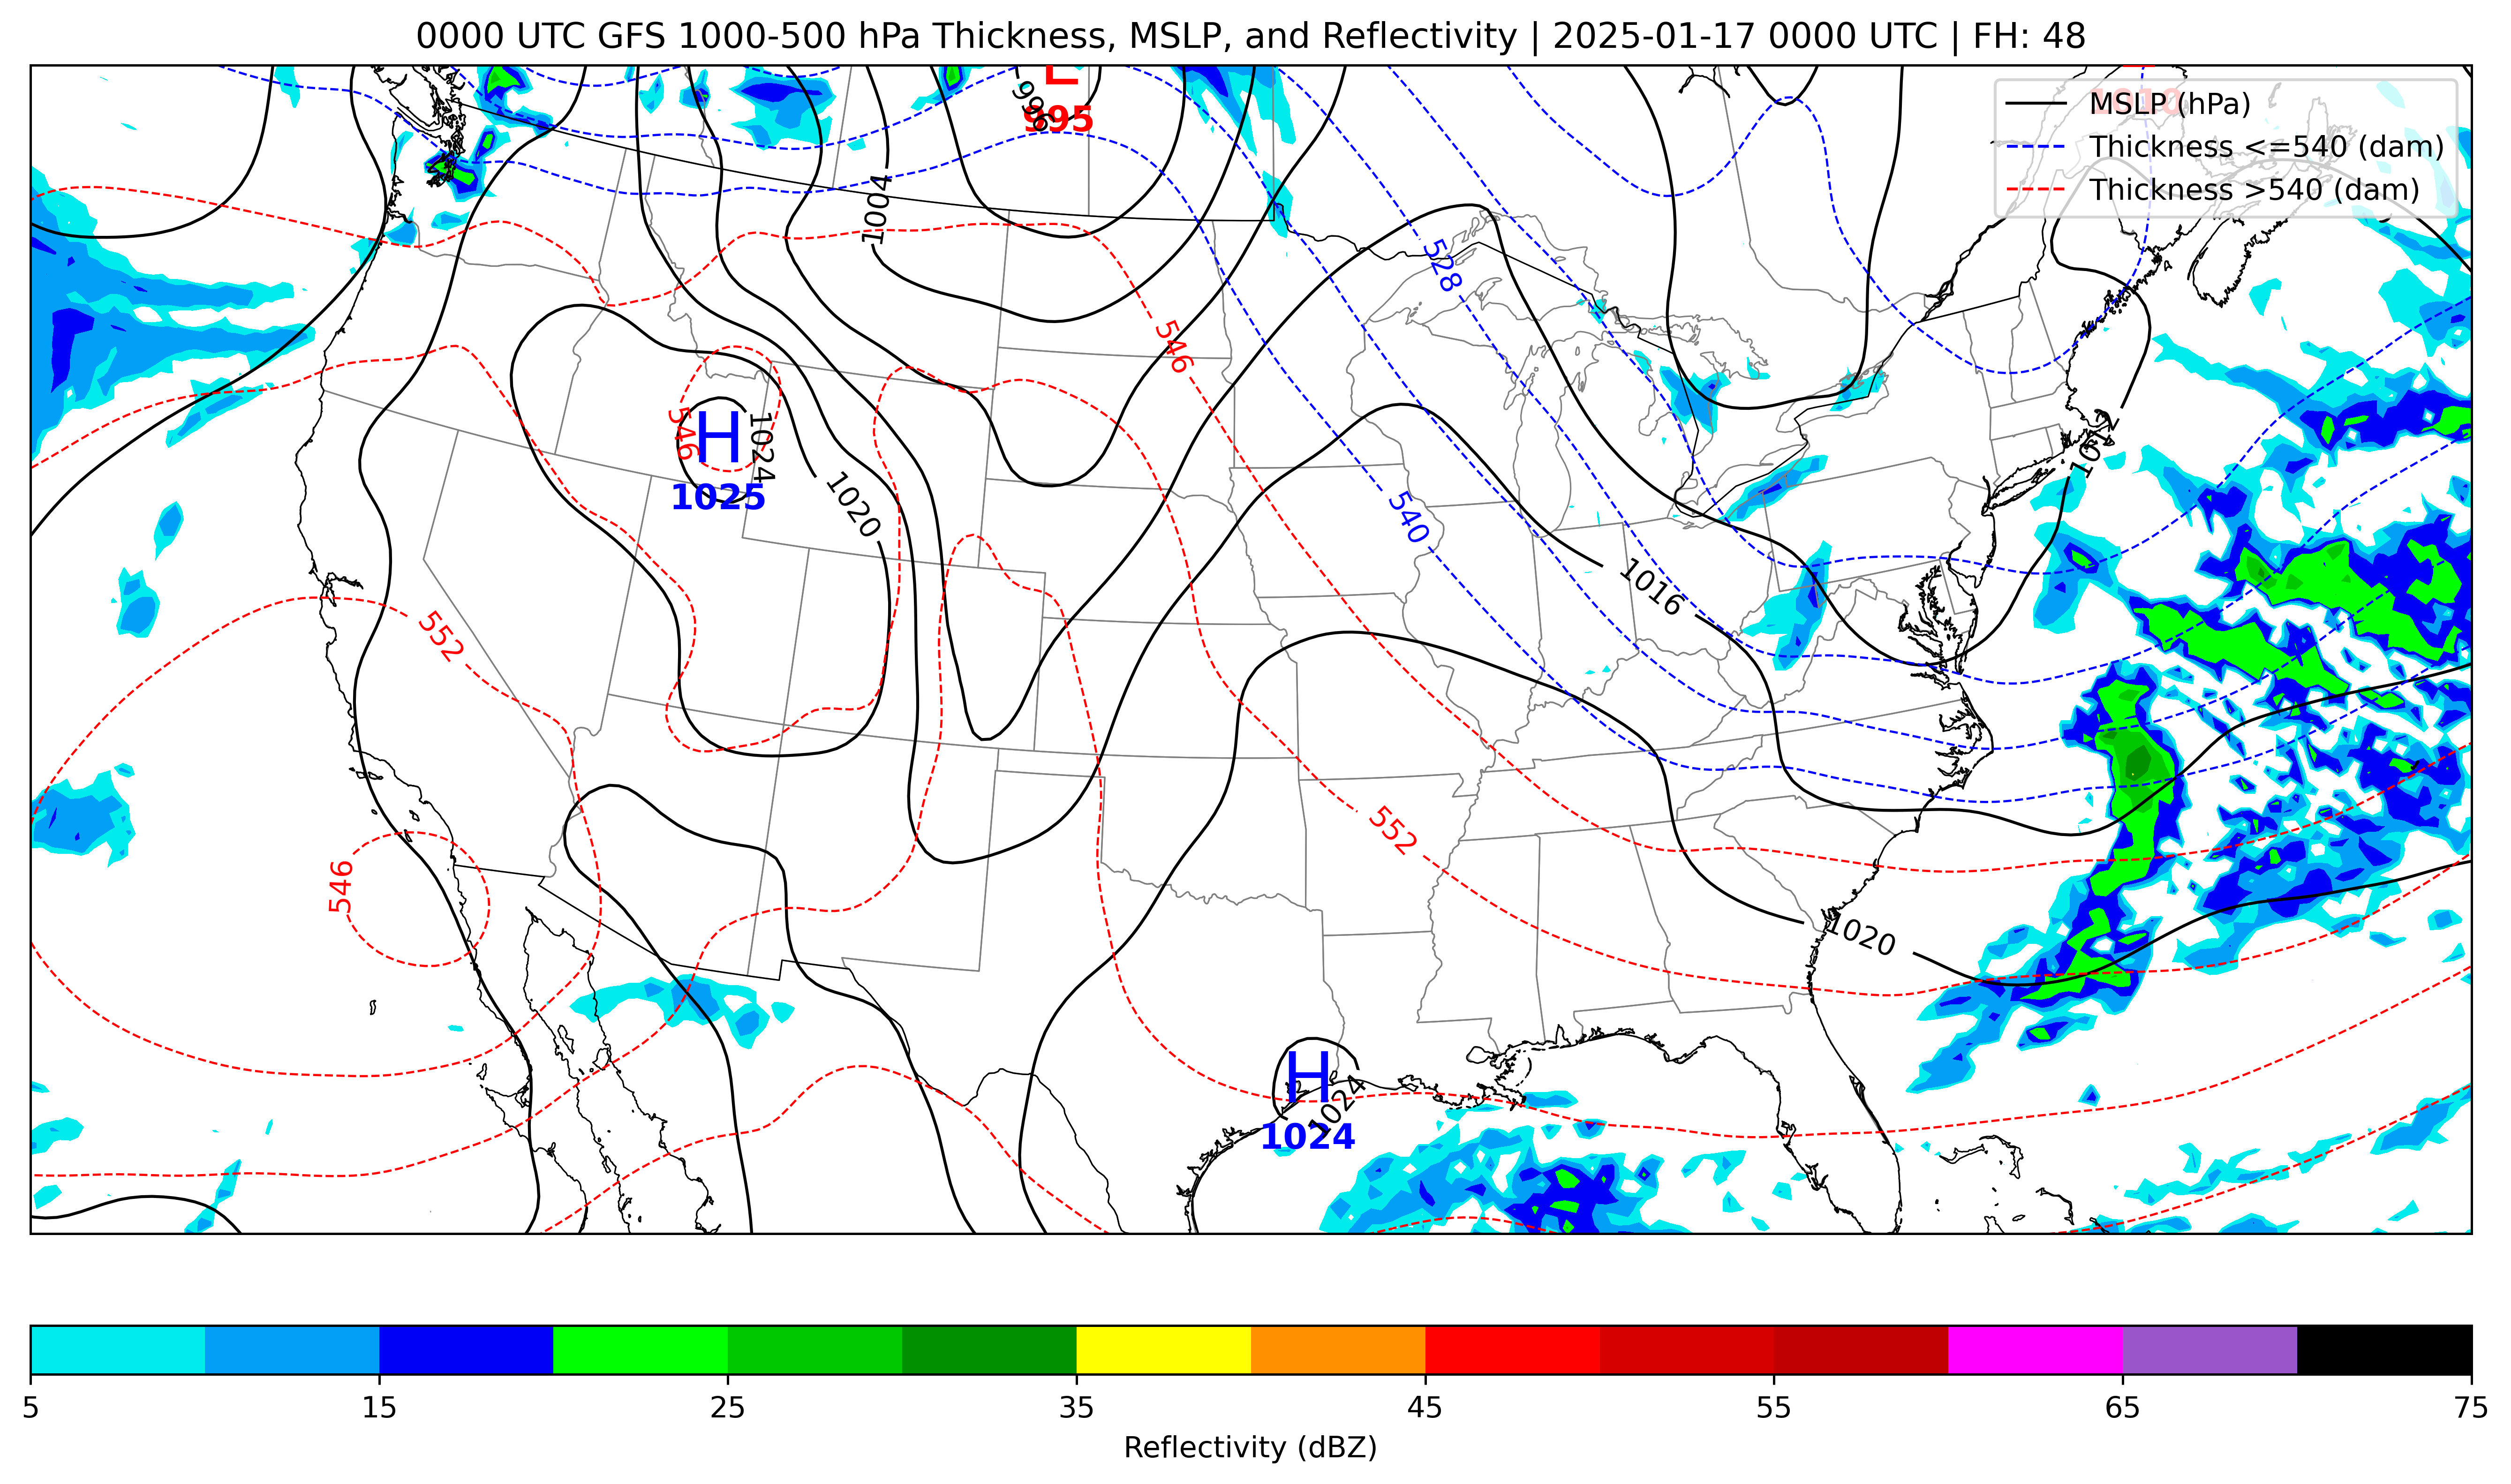 0000 UTC GFS 1000-500 hPa Thickness, MSLP, and Reflectivity | 2025-01-17 0000 UTC | FH: 48
L
996
995
MSLP (hPa)
Thickness <=540 (dam)
Thickness >540 (dam)
1004
528
546
546
H
1024
1025
1020
540
1016
552
552
546
1020
H
1024
1024
5 15 25 35 45 55 65 75
Reflectivity (dBZ)